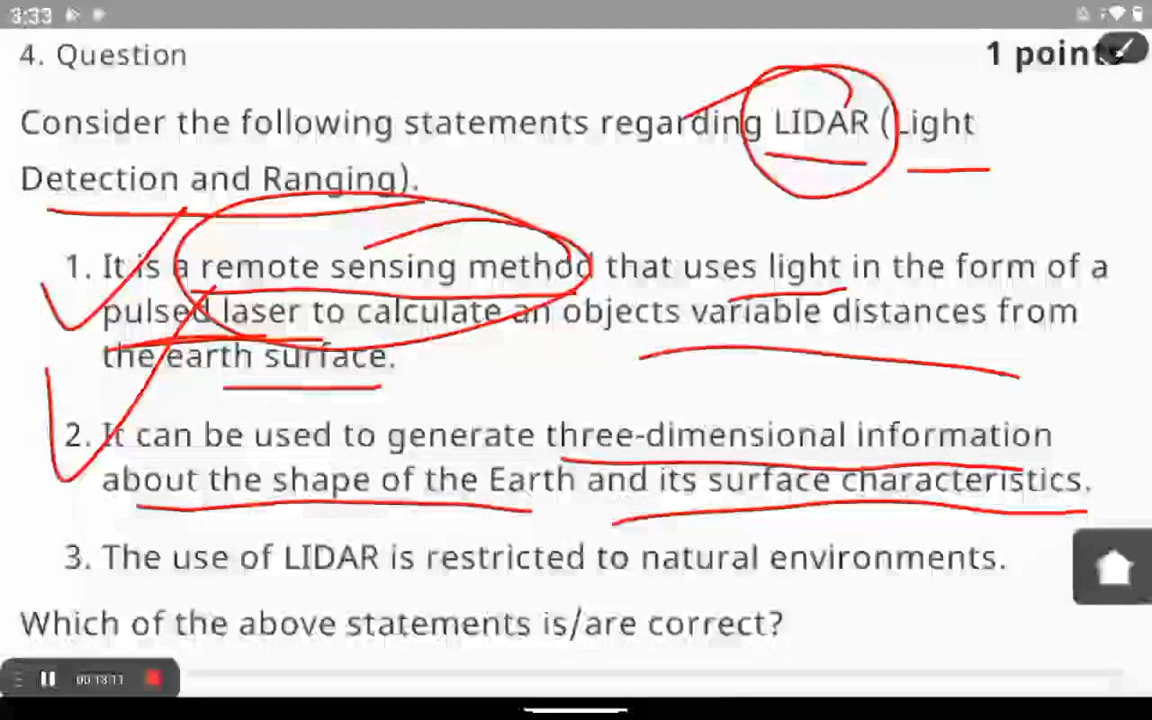 3:33
4. Question
1 points
Consider the following statements regarding LIDAR (Light
Detection and Ranging).
1. It is a remote sensing method that uses light in the form of a
pulsed laser to calculate an objects variable distances from
the earth surface.
2. It can be used to generate three-dimensional information
about the shape of the Earth and its surface characteristics.
3. The use of LIDAR is restricted to natural environments.
Which of the above statements is/are correct?
00:18:11